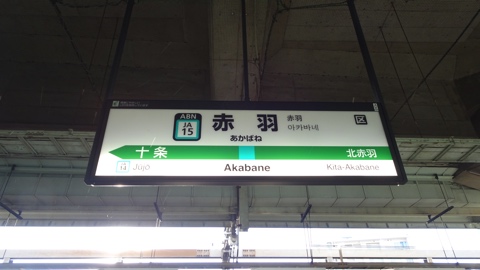 ABN
JA
15
赤羽
赤羽
아카바네
区
あかばね
十条
北赤羽
JA
14
Jūjō
Akabane
Kita-Akabane